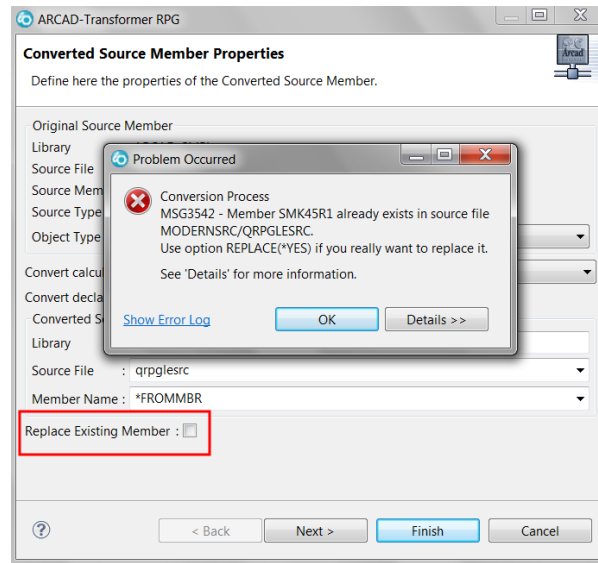 ARCAD-Transformer RPG
Converted Source Member Properties
Define here the properties of the Converted Source Member.
Arcad
Original Source Member
Library
Source File
Source Mem
Source Type
Object Type
Problem Occurred
Conversion Process
MSG3542 - Member SMK45R1 already exists in source file
MODERNSRC/QRPGLESRC.
Use option REPLACE(*YES) if you really want to replace it.
See 'Details' for more information.
Show Error Log
OK
Details >>
Convert calcul
Convert decla
Converted S
Library
Source File : qrpglesrc
Member Name : *FROMMBR
Replace Existing Member :
?
< Back
Next >
Finish
Cancel